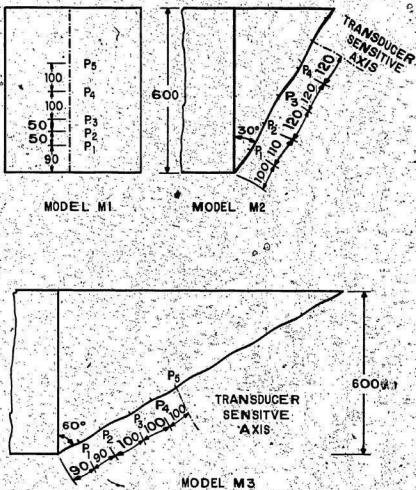 P5
100
P4
100
P3
50
P2
50
P1
90
MODEL M1
600
30°
TRANSDUCER
SENSITIVE
AXIS
P4
P3
P2
P1
120
120
120
110
100
MODEL M2
60°
P5
P4
P3
P2
P1
100
100
100
90
90
TRANSDUCER
SENSITVE
AXIS
600
MODEL M3